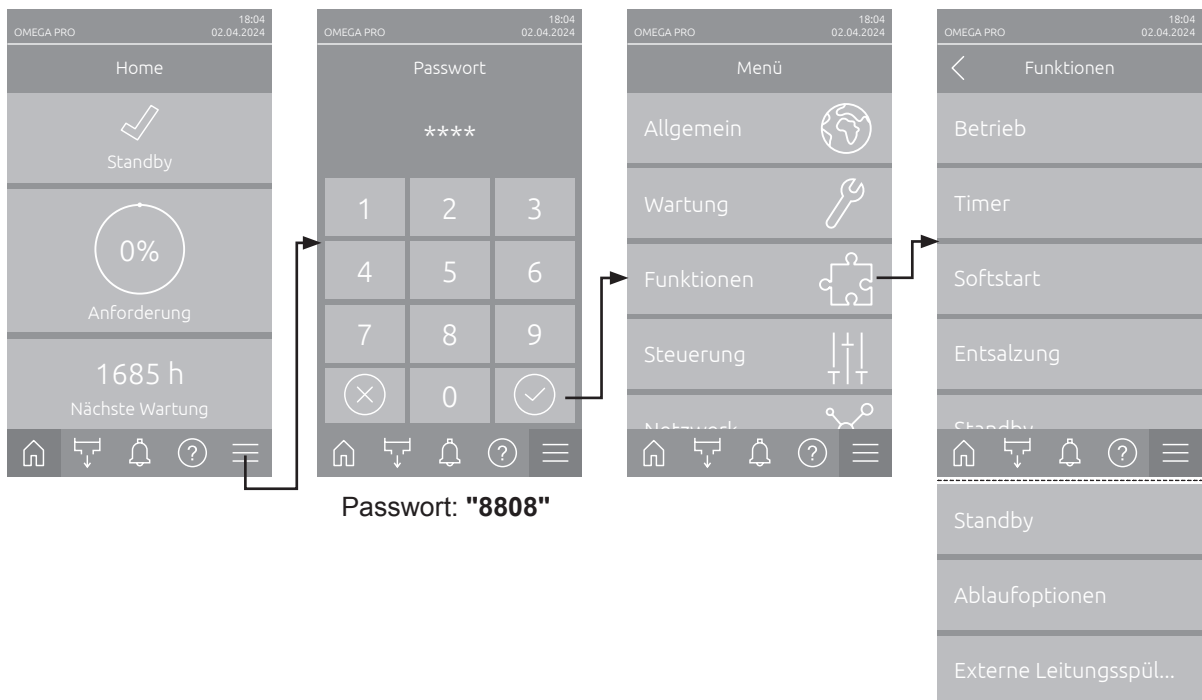 OMEGA PRO
18:04
02.04.2024
Home
Standby
0%
Anforderung
1685 h
Nächste Wartung
?
OMEGA PRO
18:04
02.04.2024
Passwort
****
1 2 3
4 5 6
7 8 9
0
?
Passwort: "8808"
OMEGA PRO
18:04
02.04.2024
Menü
Allgemein
Wartung
Funktionen
Steuerung
Netzwerk
?
OMEGA PRO
18:04
02.04.2024
Funktionen
Betrieb
Timer
Softstart
Entsalzung
Standby
?
Standby
Ablaufoptionen
Externe Leitungsspül...